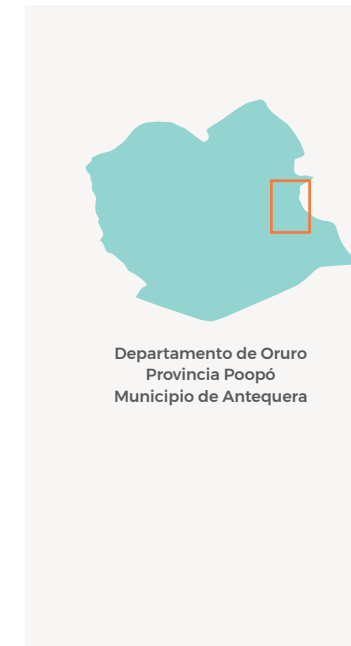 Departamento de Oruro
Provincia Poopó
Municipio de Antequera